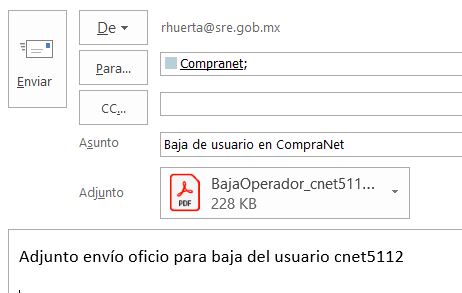 De
rhuerta@sre.gob.mx
Enviar
Para...
Compranet;
CC...
Asunto
Baja de usuario en CompraNet
Adjunto
PDF
BajaOperador_cnet511...
228 KB
Adjunto envío oficio para baja del usuario cnet5112